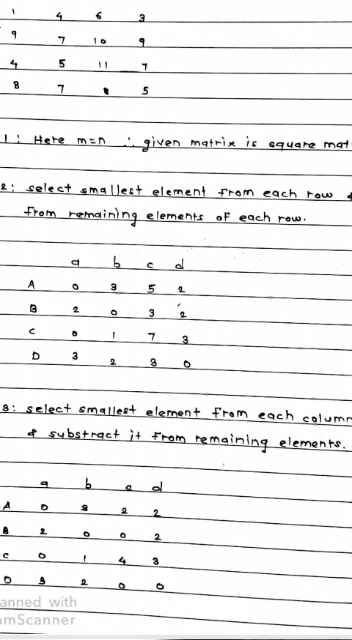 1 4 6 3
9 7 10 9
4 5 11 7
8 7 8 5
1: Here m=n ∴ given matrix is square mat
2: select smallest element from each row &
from remaining elements of each row.
a b c d
A 0 3 5 2
B 2 0 3 2
C 0 1 7 3
D 3 2 3 0
3: select smallest element from each column
& substract it from remaining elements.
a b c d
A 0 3 2 2
B 2 0 0 2
C 0 1 4 3
D 3 2 0 0
anned with
amScanner